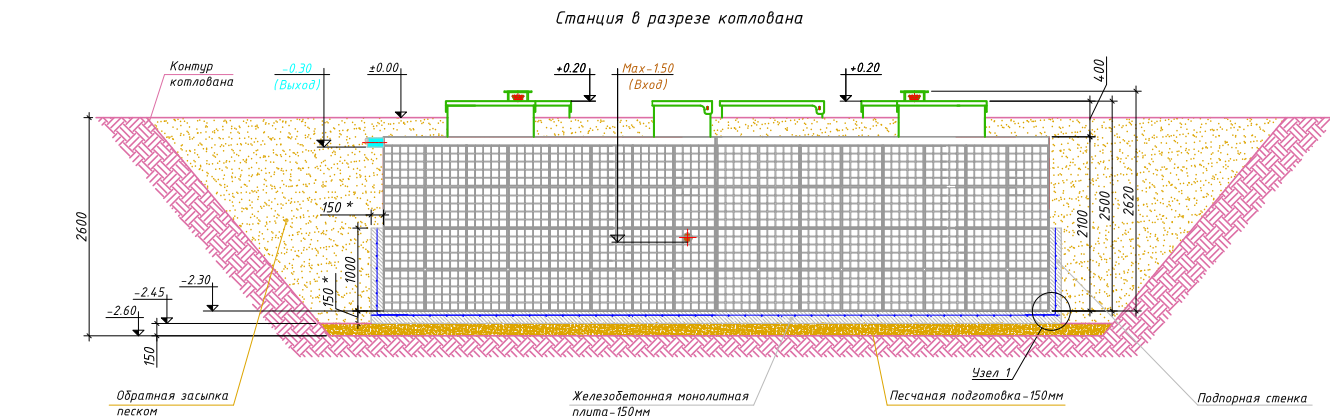 Станция в разрезе котлована
Контур
котлована
-0.30
(Выход)
±0.00
+0.20
Max-1.50
(Вход)
+0.20
400
2600
150 *
1000
150 *
2100
2500
2620
-2.30
-2.45
-2.60
150
Узел 1
Обратная засыпка
песком
Железобетонная монолитная
плита-150мм
Песчаная подготовка-150мм
Подпорная стенка